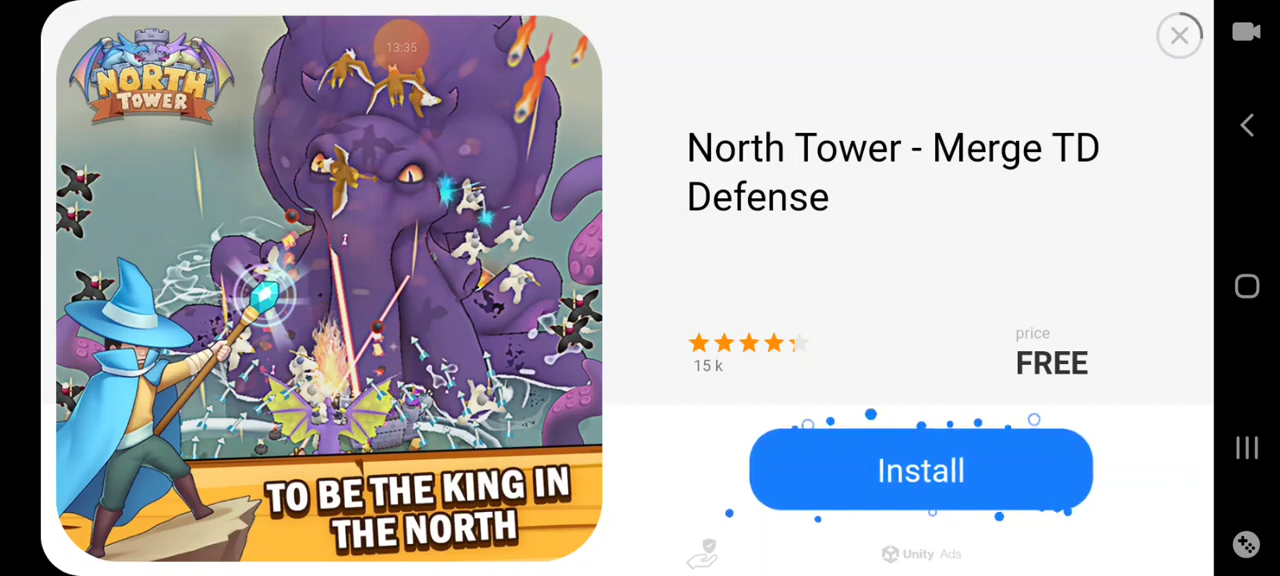 NORTH
TOWER
13:35
TO BE THE KING IN
THE NORTH
North Tower - Merge TD
Defense
15 k
price
FREE
Install
Unity Ads